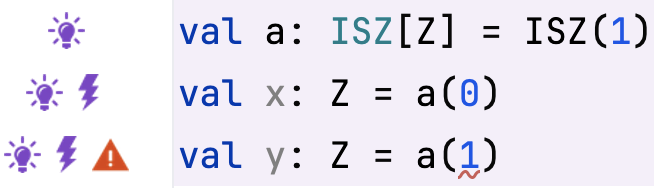 val a: ISZ[Z] = ISZ(1)
val x: Z = a(0)
val y: Z = a(1)